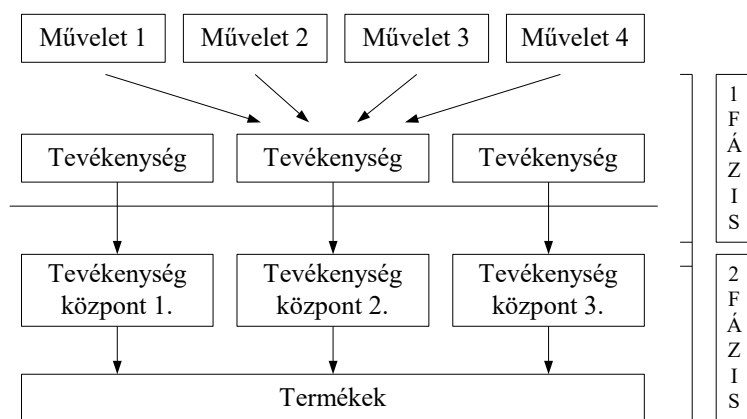 Művelet 1
Művelet 2
Művelet 3
Művelet 4
Tevékenység
Tevékenység
Tevékenység
1
F
Á
Z
I
S
Tevékenység
központ 1.
Tevékenység
központ 2.
Tevékenység
központ 3.
2
F
Á
Z
I
S
Termékek